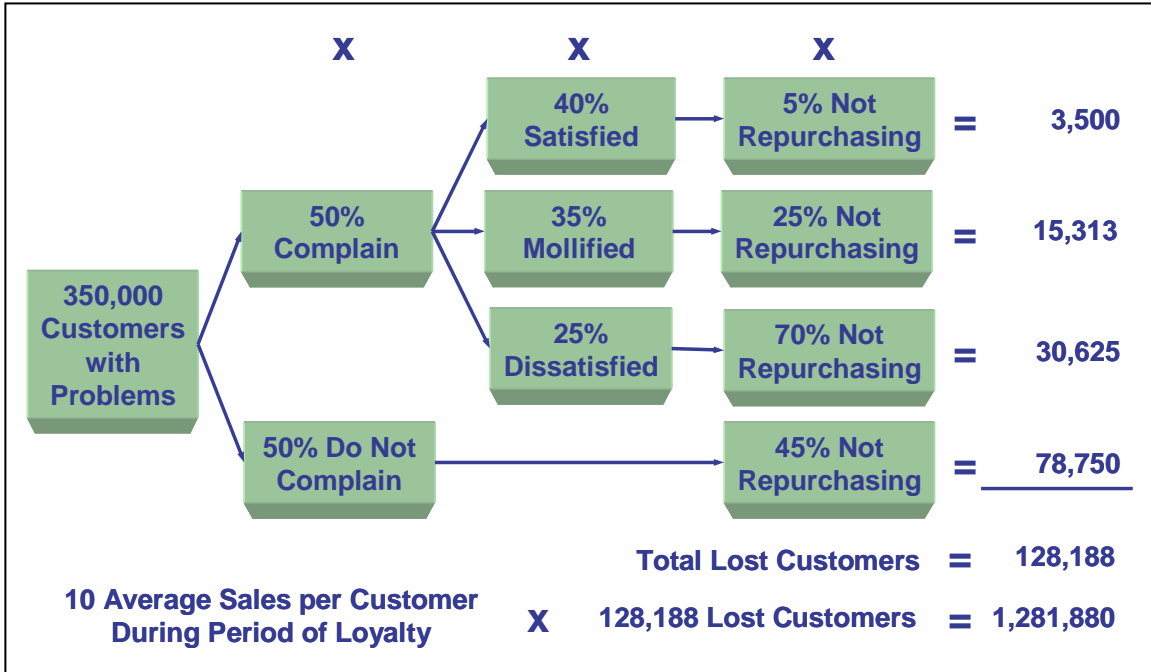 X X X
40%
Satisfied
5% Not
Repurchasing
= 3,500
50%
Complain
35%
Mollified
25% Not
Repurchasing
= 15,313
350,000
Customers
with
Problems
25%
Dissatisfied
70% Not
Repurchasing
= 30,625
50% Do Not
Complain
45% Not
Repurchasing
= 78,750
Total Lost Customers = 128,188
10 Average Sales per Customer
During Period of Loyalty
X 128,188 Lost Customers = 1,281,880